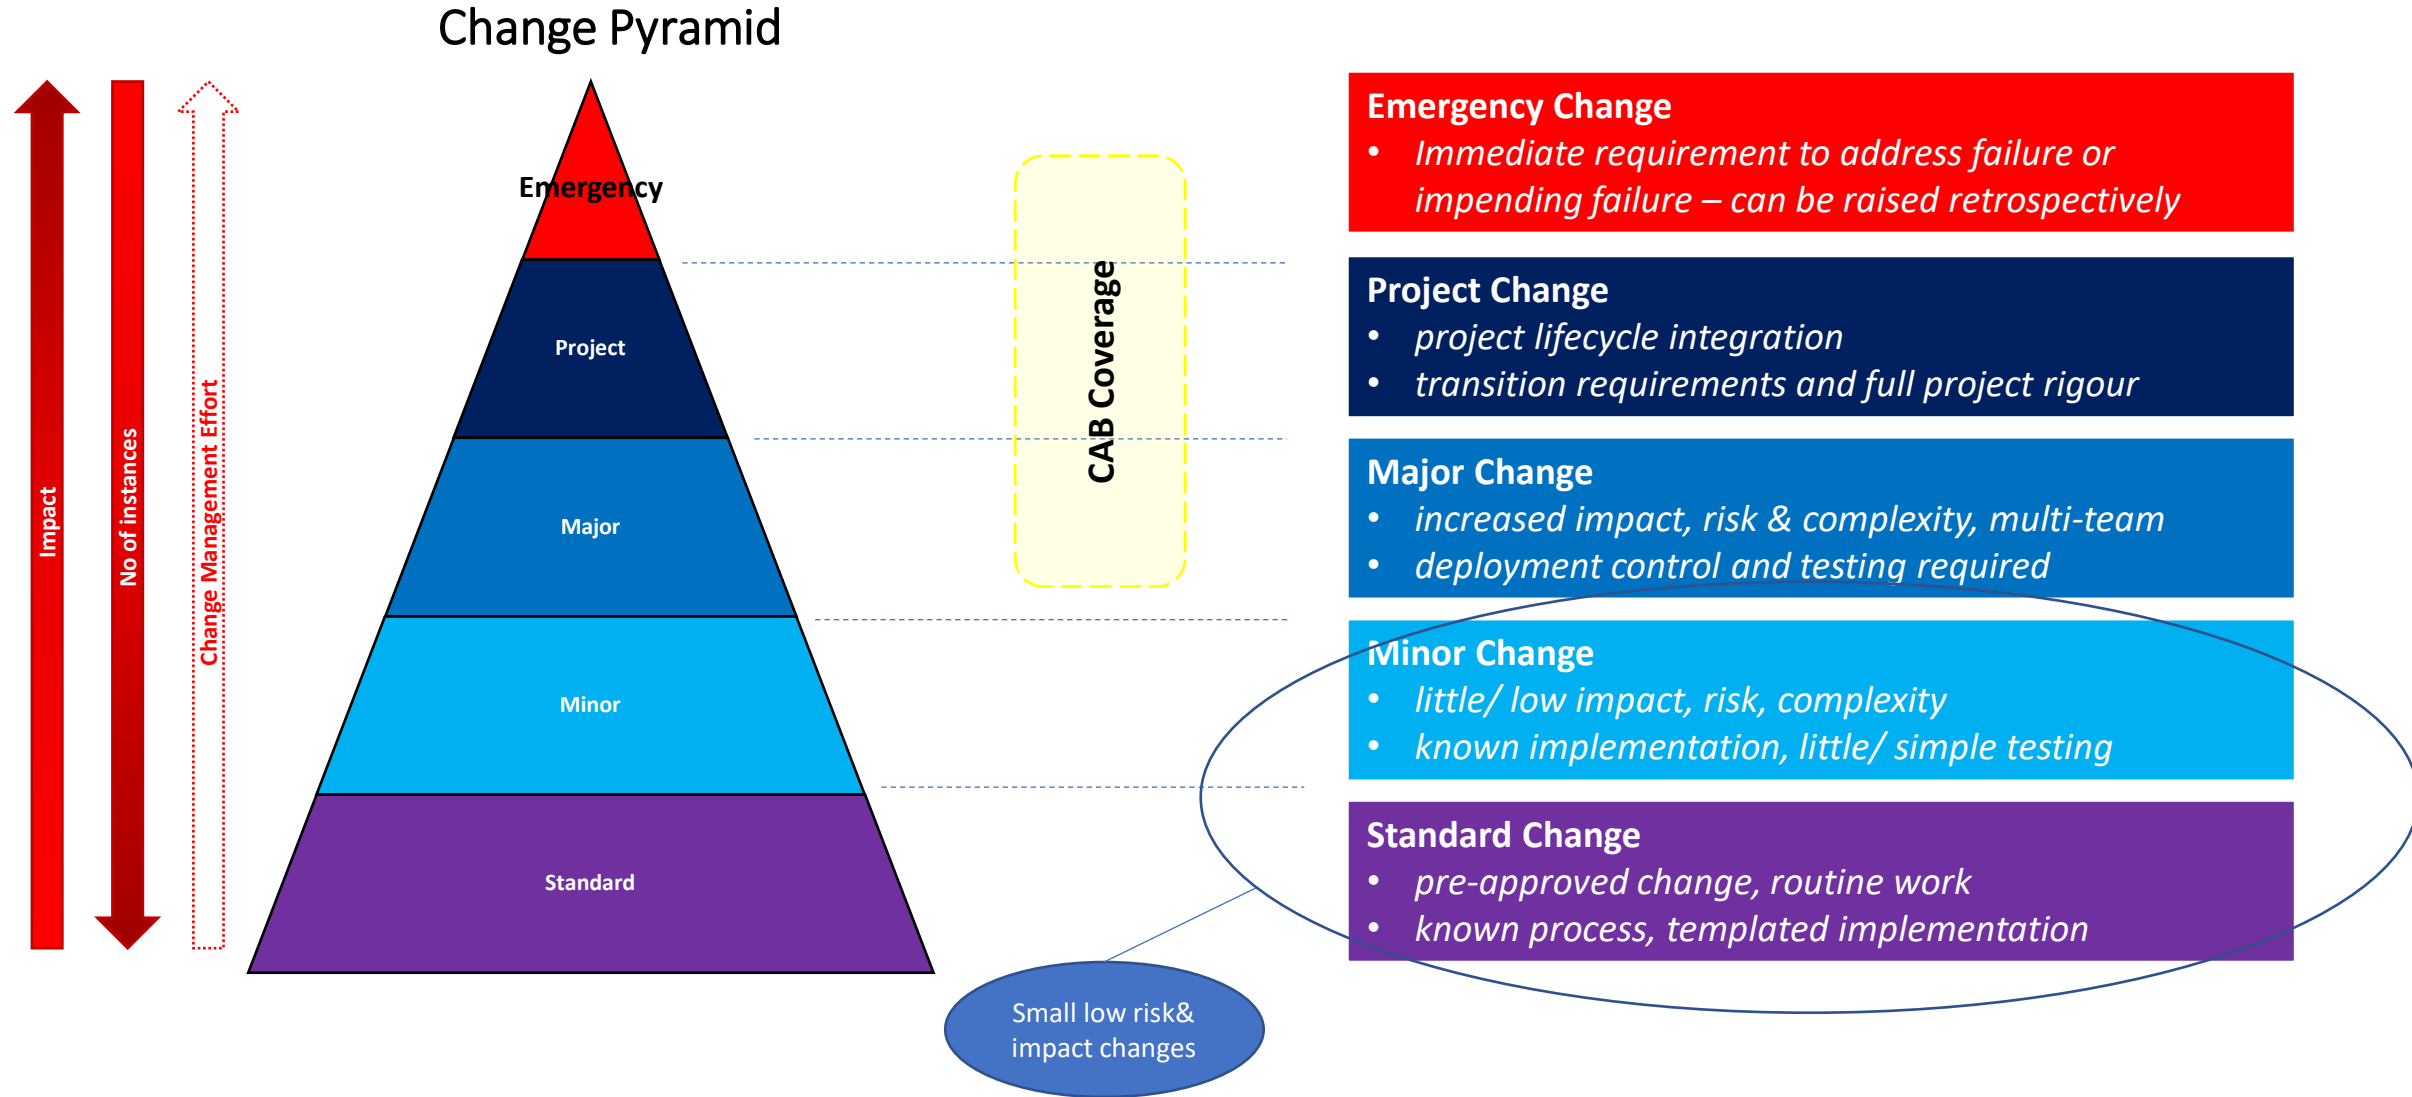 Change Pyramid
Impact
No of instances
Change Management Effort
Emergency
Project
Major
Minor
Standard
CAB Coverage
Emergency Change
• Immediate requirement to address failure or
impending failure – can be raised retrospectively
Project Change
• project lifecycle integration
• transition requirements and full project rigour
Major Change
• increased impact, risk & complexity, multi-team
• deployment control and testing required
Minor Change
• little/ low impact, risk, complexity
• known implementation, little/ simple testing
Standard Change
• pre-approved change, routine work
• known process, templated implementation
Small low risk&
impact changes